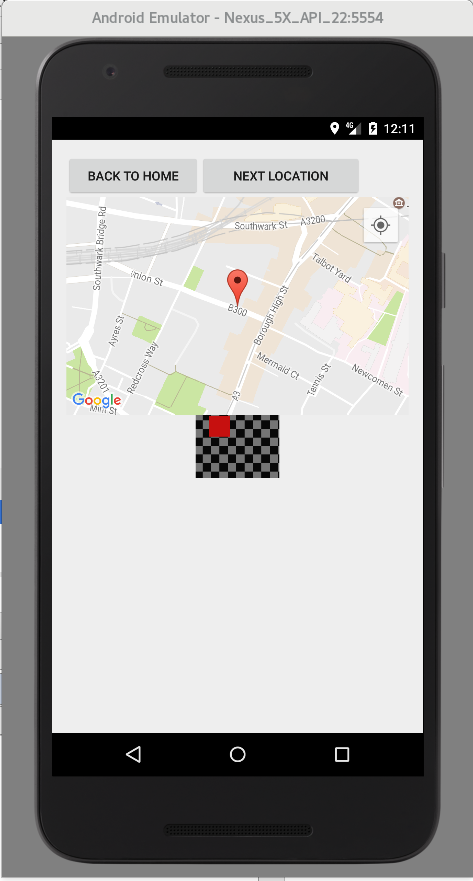 Android Emulator - Nexus_5X_API_22:5554
4G 12:11
BACK TO HOME NEXT LOCATION
Southwark Bridge Rd
Southwark St
A3200
Talbot Yard
Union St
B300
Borough High St
Ayres St
Redcross Way
Mermaid Ct
Tennis St
Newcomen St
A3201
A3
Mint St
Google